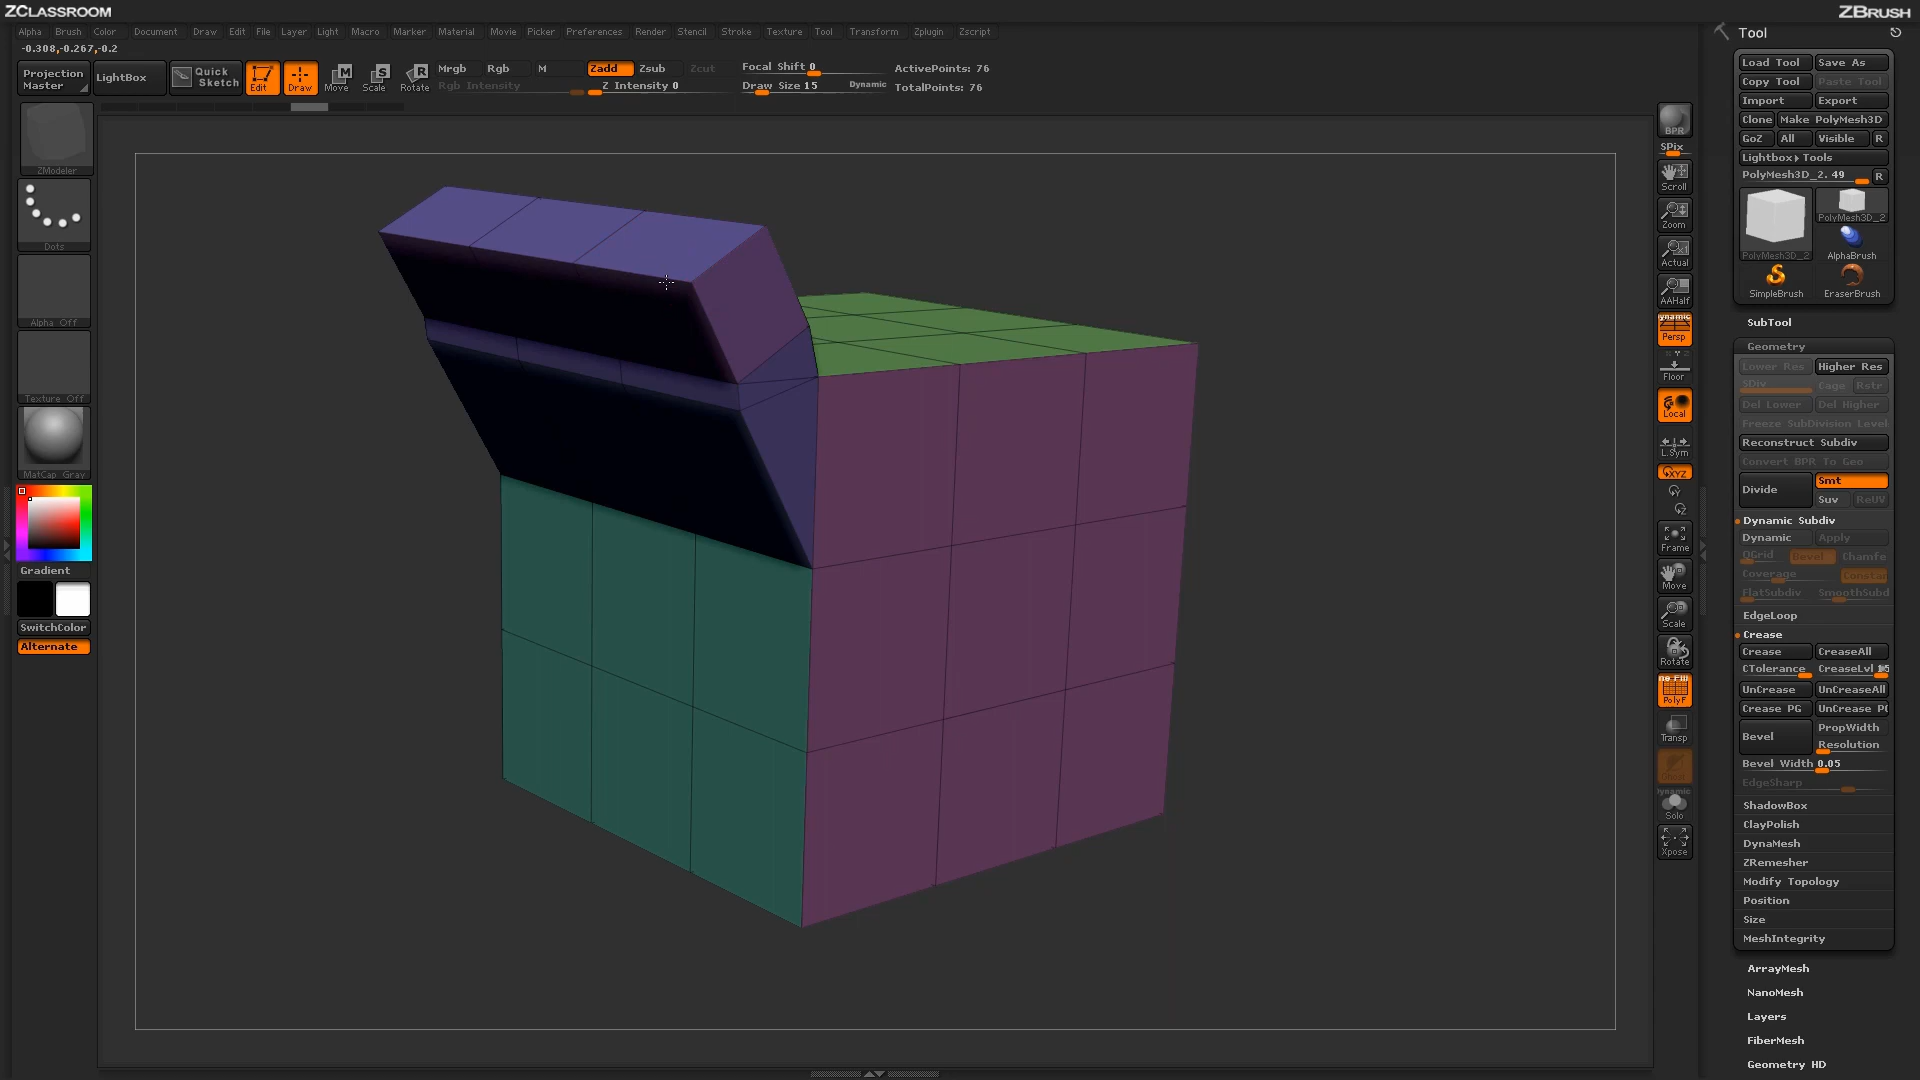 ZCLASSROOM
ZBRUSH
Alpha Brush Color Document Draw Edit File Layer Light Macro Marker Material Movie Picker Preferences Render Stencil Stroke Texture Tool Transform Zplugin Zscript
-0.308,-0.267,-0.2
Projection Master
LightBox
Quick Sketch
Edit
Draw
Move
Scale
Rotate
Mrgb Rgb M
Rgb Intensity
Zadd Zsub Zcut
Z Intensity 0
Focal Shift 0
Draw Size 15
Dynamic
ActivePoints: 76
TotalPoints: 76
ZModeler
Dots
Alpha Off
Texture Off
MatCap Gray
Gradient
SwitchColor
Alternate
BPR
SPix
Scroll
Zoom
Actual
AAHalf
Persp
Floor
Local
L.Sym
XYZ
Frame
Move
Scale
Rotate
PolyF
Transp
Ghost
Solo
Xpose
Tool
Load Tool Save As
Copy Tool Paste Tool
Import Export
Clone Make PolyMesh3D
GoZ All Visible R
Lightbox▸Tools
PolyMesh3D_2. 49 R
PolyMesh3D_2
PolyMesh3D_2
AlphaBrush
SimpleBrush
EraserBrush
SubTool
Geometry
Lower Res Higher Res
SDiv Cage Rstr
Del Lower Del Higher
Freeze SubDivision Level
Reconstruct Subdiv
Convert BPR To Geo
Divide
Smt
Suv ReUV
Dynamic Subdiv
Dynamic Apply
QGrid Bevel Chamfe
Coverage Constan
FlatSubdiv SmoothSubd
EdgeLoop
Crease
Crease CreaseAll
CTolerance CreaseLvl 15
UnCrease UnCreaseAll
Crease PG UnCrease PG
Bevel
PropWidth
Resolution
Bevel Width 0.05
EdgeSharp
ShadowBox
ClayPolish
DynaMesh
ZRemesher
Modify Topology
Position
Size
MeshIntegrity
ArrayMesh
NanoMesh
Layers
FiberMesh
Geometry HD